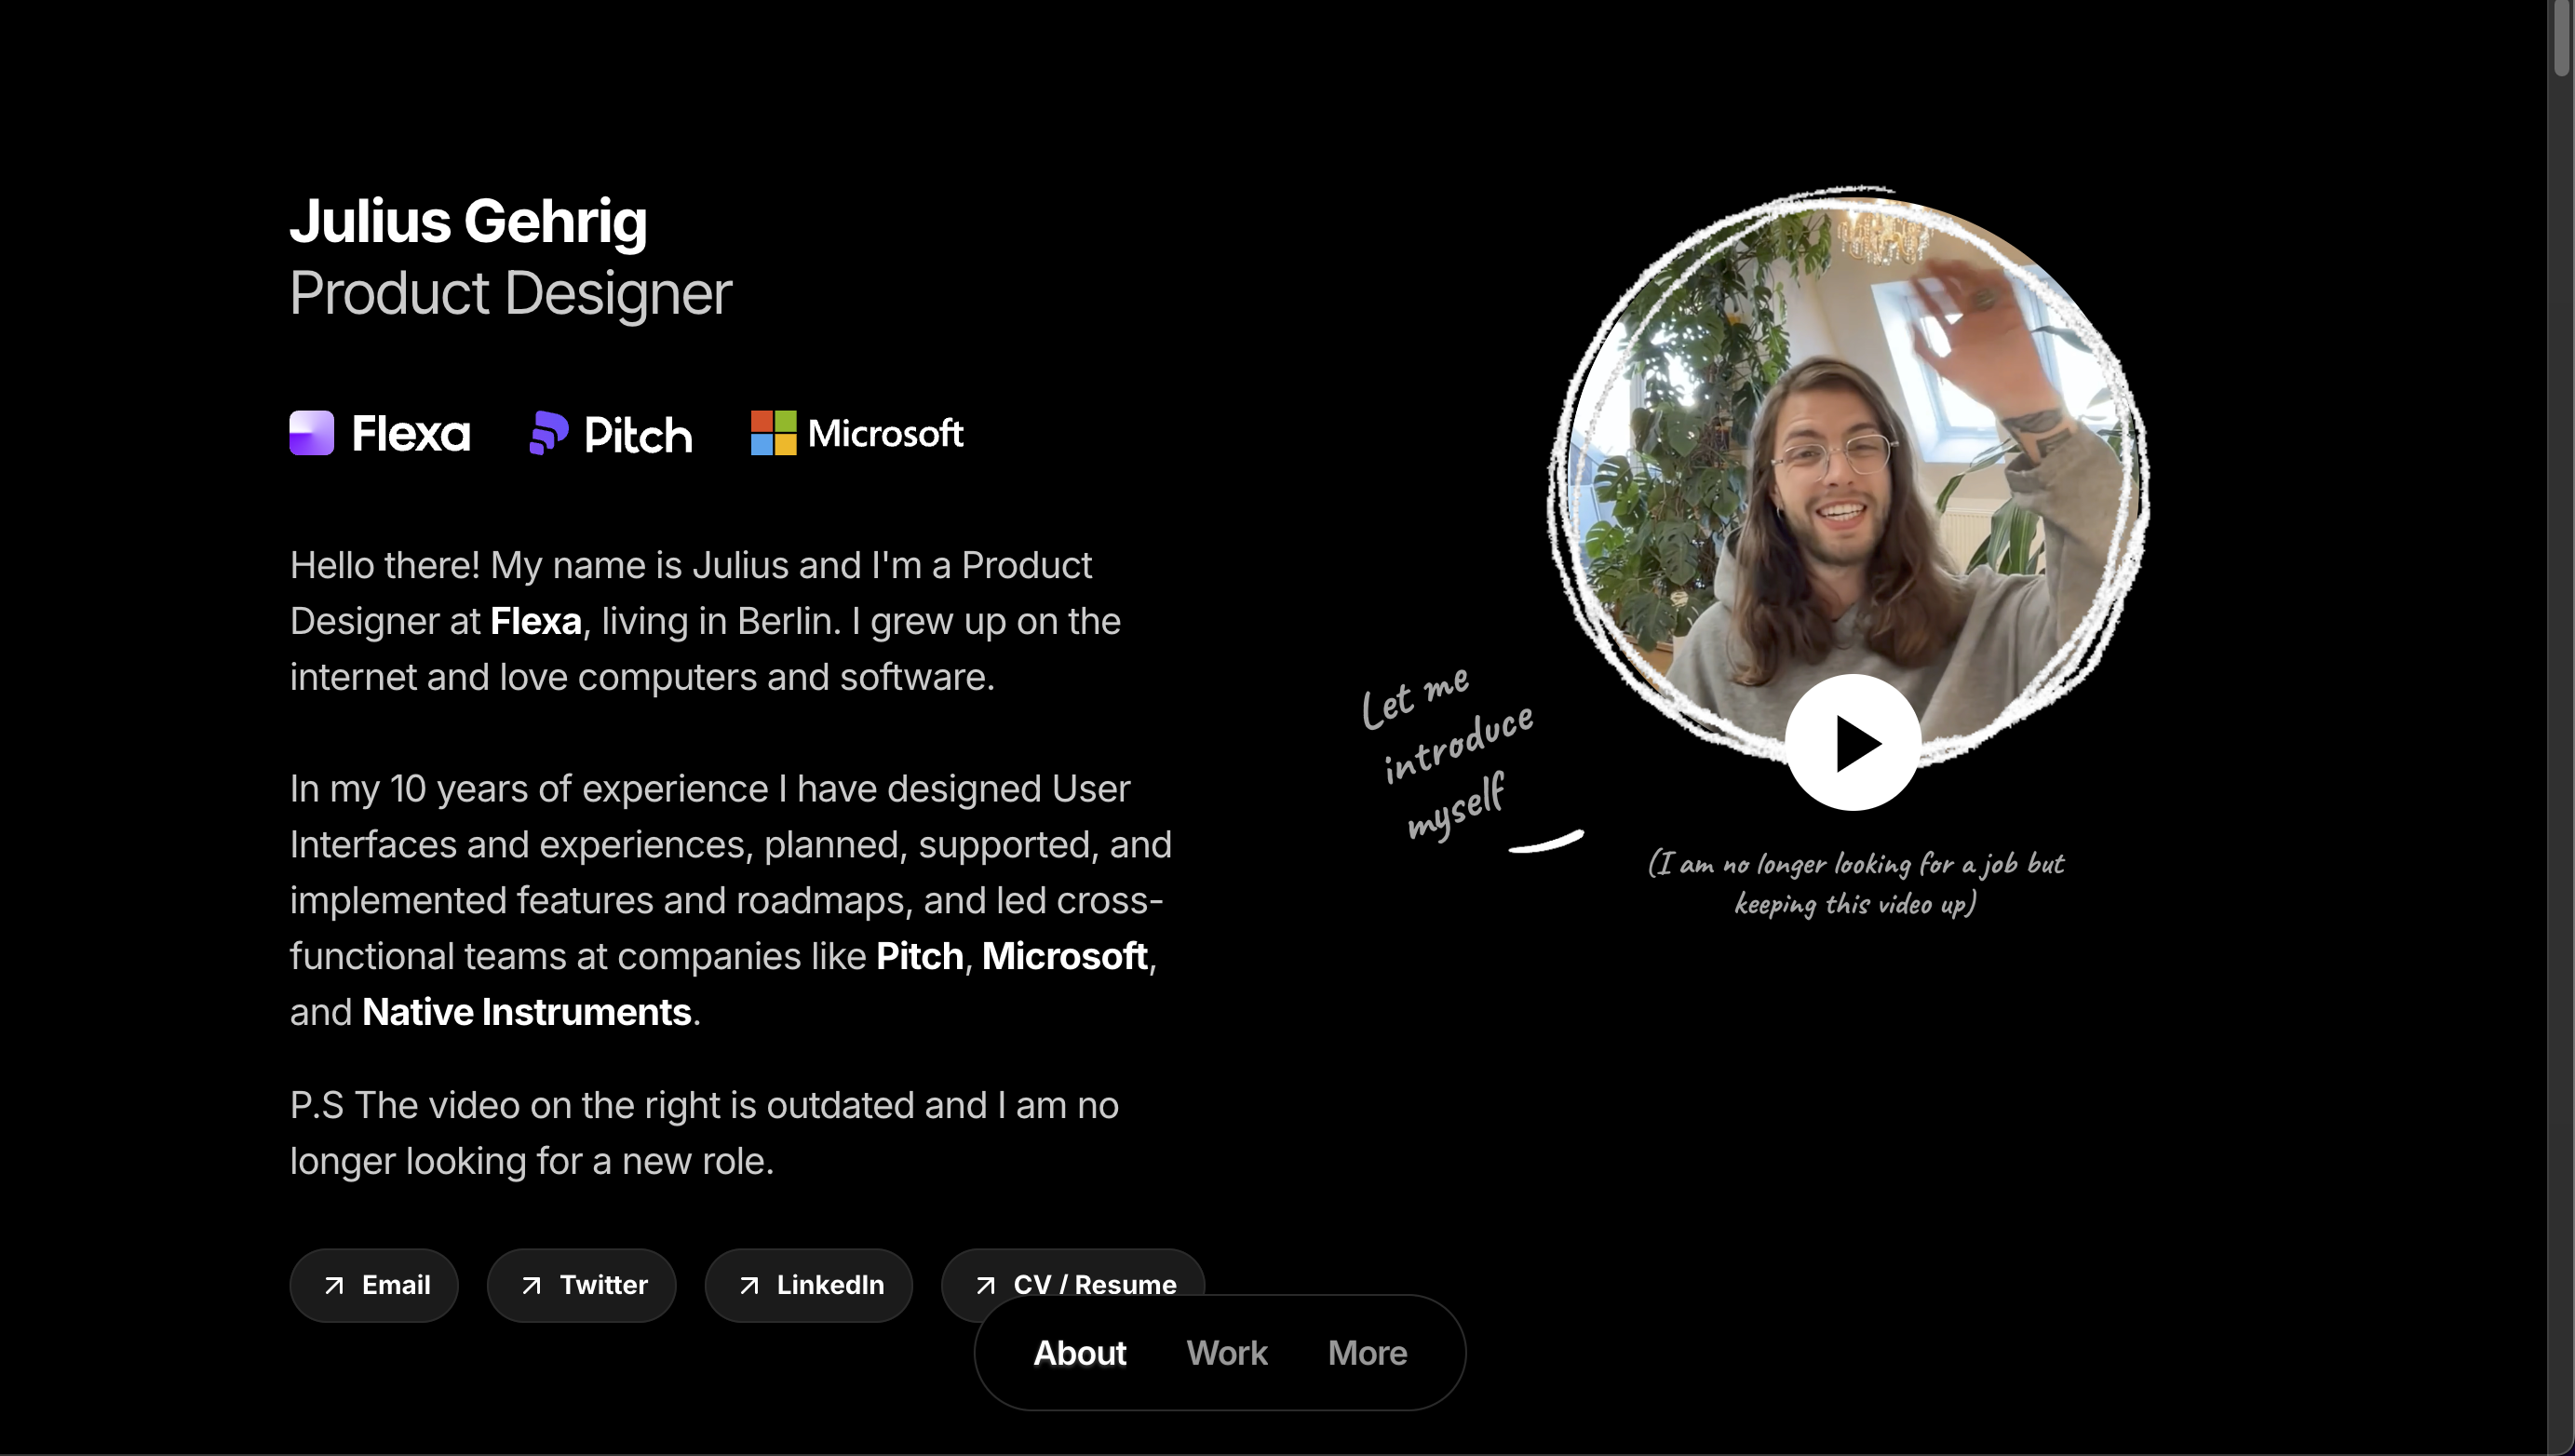 Julius Gehrig
Product Designer
Flexa Pitch Microsoft
Hello there! My name is Julius and I'm a Product
Designer at Flexa, living in Berlin. I grew up on the
internet and love computers and software.
In my 10 years of experience I have designed User
Interfaces and experiences, planned, supported, and
implemented features and roadmaps, and led cross-
functional teams at companies like Pitch, Microsoft,
and Native Instruments.
P.S The video on the right is outdated and I am no
longer looking for a new role.
Email Twitter LinkedIn CV / Resume
Let me
introduce
myself
(I am no longer looking for a job but
keeping this video up)
About Work More